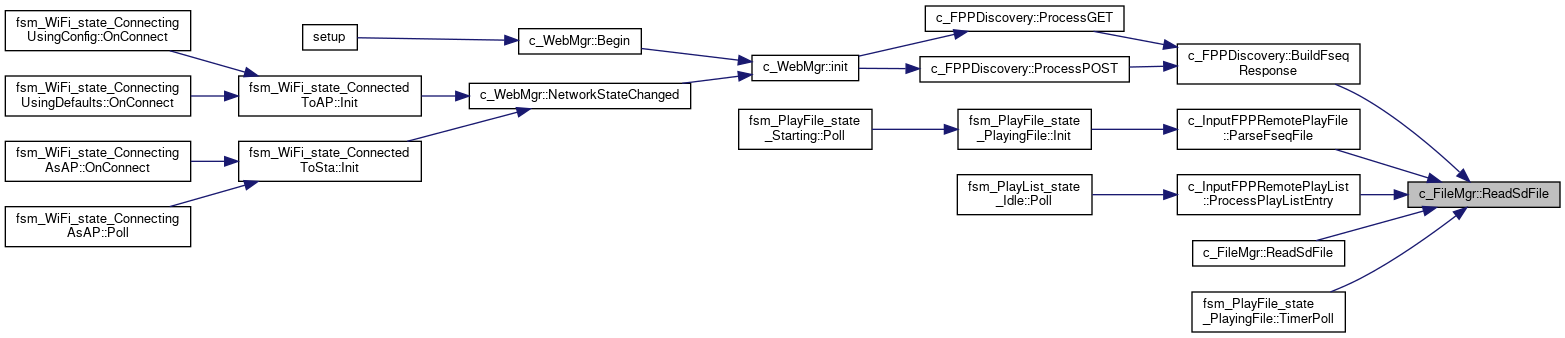 fsm_WiFi_state_Connecting
UsingConfig::OnConnect
fsm_WiFi_state_Connecting
UsingDefaults::OnConnect
fsm_WiFi_state_Connecting
AsAP::OnConnect
fsm_WiFi_state_Connecting
AsAP::Poll
setup
fsm_WiFi_state_Connected
ToAP::Init
fsm_WiFi_state_Connected
ToSta::Init
c_WebMgr::Begin
c_WebMgr::NetworkStateChanged
c_WebMgr::init
fsm_PlayFile_state
_Starting::Poll
c_FPPDiscovery::ProcessGET
c_FPPDiscovery::ProcessPOST
fsm_PlayFile_state
_PlayingFile::Init
fsm_PlayList_state
_Idle::Poll
c_FPPDiscovery::BuildFseq
Response
c_InputFPPRemotePlayFile
::ParseFseqFile
c_InputFPPRemotePlayList
::ProcessPlayListEntry
c_FileMgr::ReadSdFile
fsm_PlayFile_state
_PlayingFile::TimerPoll
c_FileMgr::ReadSdFile